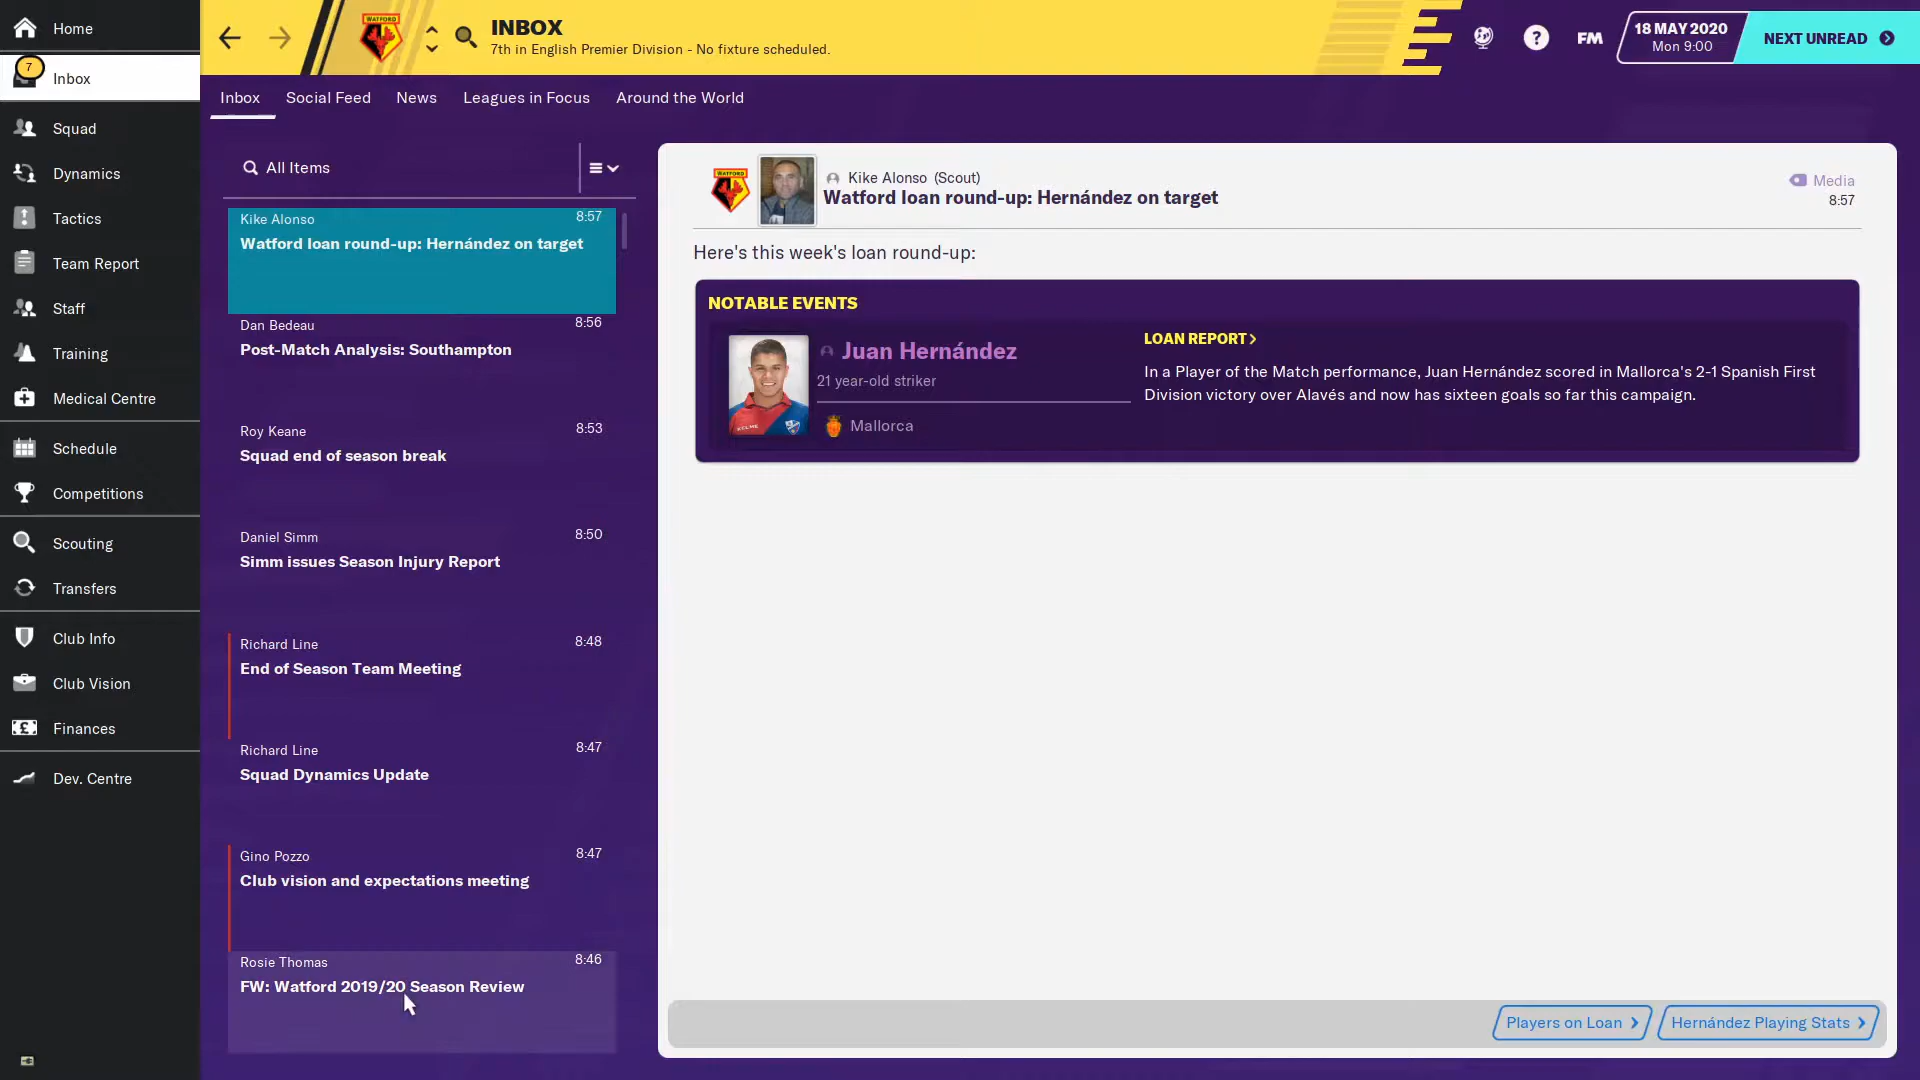 Home
7
Inbox
Squad
Dynamics
Tactics
Team Report
Staff
Training
Medical Centre
Schedule
Competitions
Scouting
Transfers
Club Info
Club Vision
Finances
Dev. Centre
WATFORD
INBOX
7th in English Premier Division - No fixture scheduled.
?
FM
18 MAY 2020
Mon 9:00
NEXT UNREAD
Inbox
Social Feed
News
Leagues in Focus
Around the World
All Items
Kike Alonso
8:57
Watford loan round-up: Hernández on target
Dan Bedeau
8:56
Post-Match Analysis: Southampton
Roy Keane
8:53
Squad end of season break
Daniel Simm
8:50
Simm issues Season Injury Report
Richard Line
8:48
End of Season Team Meeting
Richard Line
8:47
Squad Dynamics Update
Gino Pozzo
8:47
Club vision and expectations meeting
Rosie Thomas
8:46
FW: Watford 2019/20 Season Review
WATFORD
Kike Alonso (Scout)
Watford loan round-up: Hernández on target
Media
8:57
Here's this week's loan round-up:
NOTABLE EVENTS
Juan Hernández
21 year-old striker
Mallorca
KELME
LOAN REPORT>
In a Player of the Match performance, Juan Hernández scored in Mallorca's 2-1 Spanish First
Division victory over Alavés and now has sixteen goals so far this campaign.
Players on Loan >
Hernández Playing Stats >